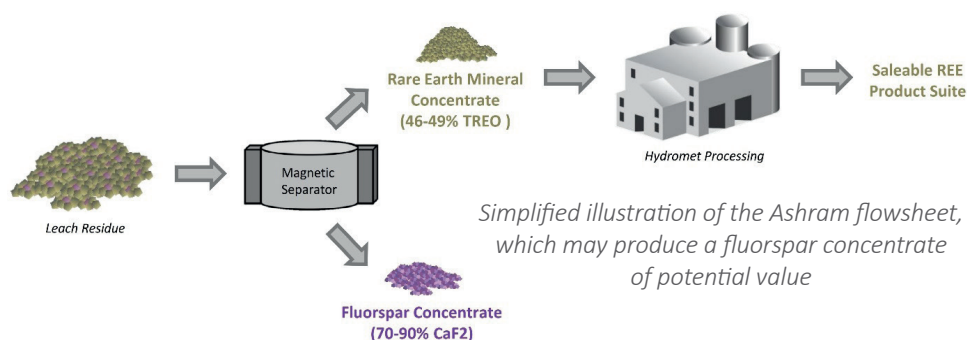 Rare Earth Mineral
Concentrate
(46-49% TREO )
Saleable REE
Product Suite
Hydromet Processing
Magnetic
Separator
Leach Residue
Simplified illustration of the Ashram flowsheet,
which may produce a fluorspar concentrate
of potential value
Fluorspar Concentrate
(70-90% CaF2)